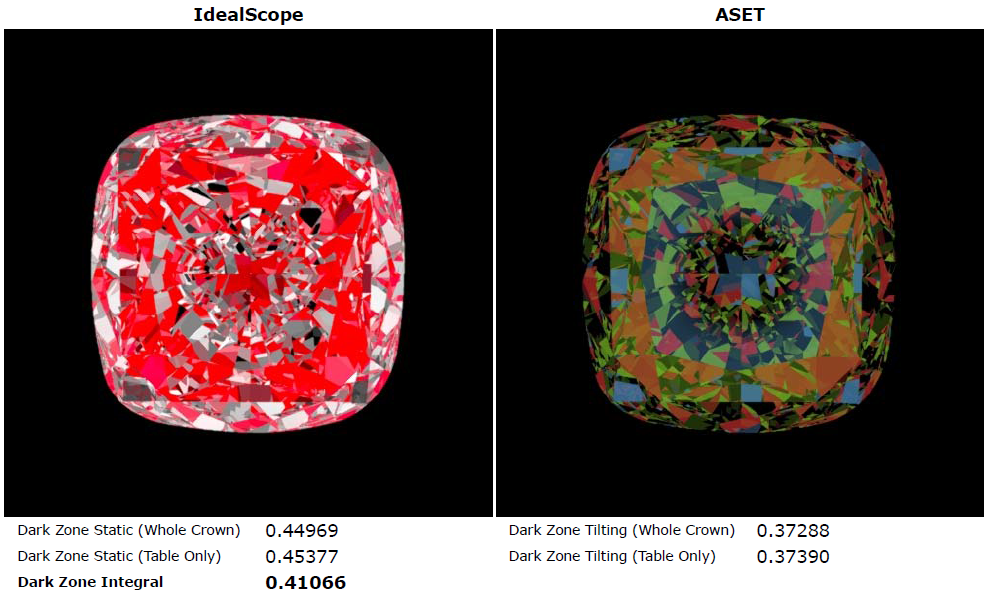 IdealScope
ASET
Dark Zone Static (Whole Crown) 0.44969
Dark Zone Static (Table Only) 0.45377
Dark Zone Integral 0.41066
Dark Zone Tilting (Whole Crown) 0.37288
Dark Zone Tilting (Table Only) 0.37390